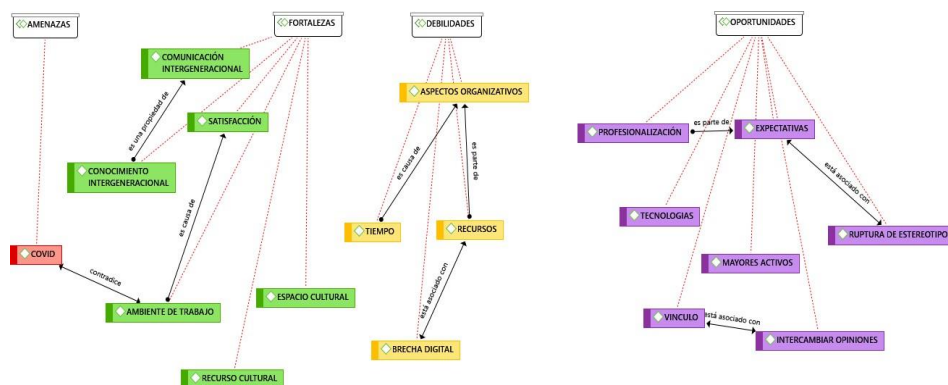 AMENAZAS
FORTALEZAS
DEBILIDADES
OPORTUNIDADES
COMUNICACIÓN
INTERGENERACIONAL
es una propiedad de
SATISFACCIÓN
CONOCIMIENTO
INTERGENERACIONAL
es causa de
COVID
contradice
AMBIENTE DE TRABAJO
ESPACIO CULTURAL
RECURSO CULTURAL
ASPECTOS ORGANIZATIVOS
es causa de
es parte de
TIEMPO
RECURSOS
está asociado con
BRECHA DIGITAL
PROFESIONALIZACIÓN
es parte de
EXPECTATIVAS
está asociado con
TECNOLOGIAS
RUPTURA DE ESTEREOTIPO
MAYORES ACTIVOS
VINCULO
está asociado con
INTERCAMBIAR OPINIONES